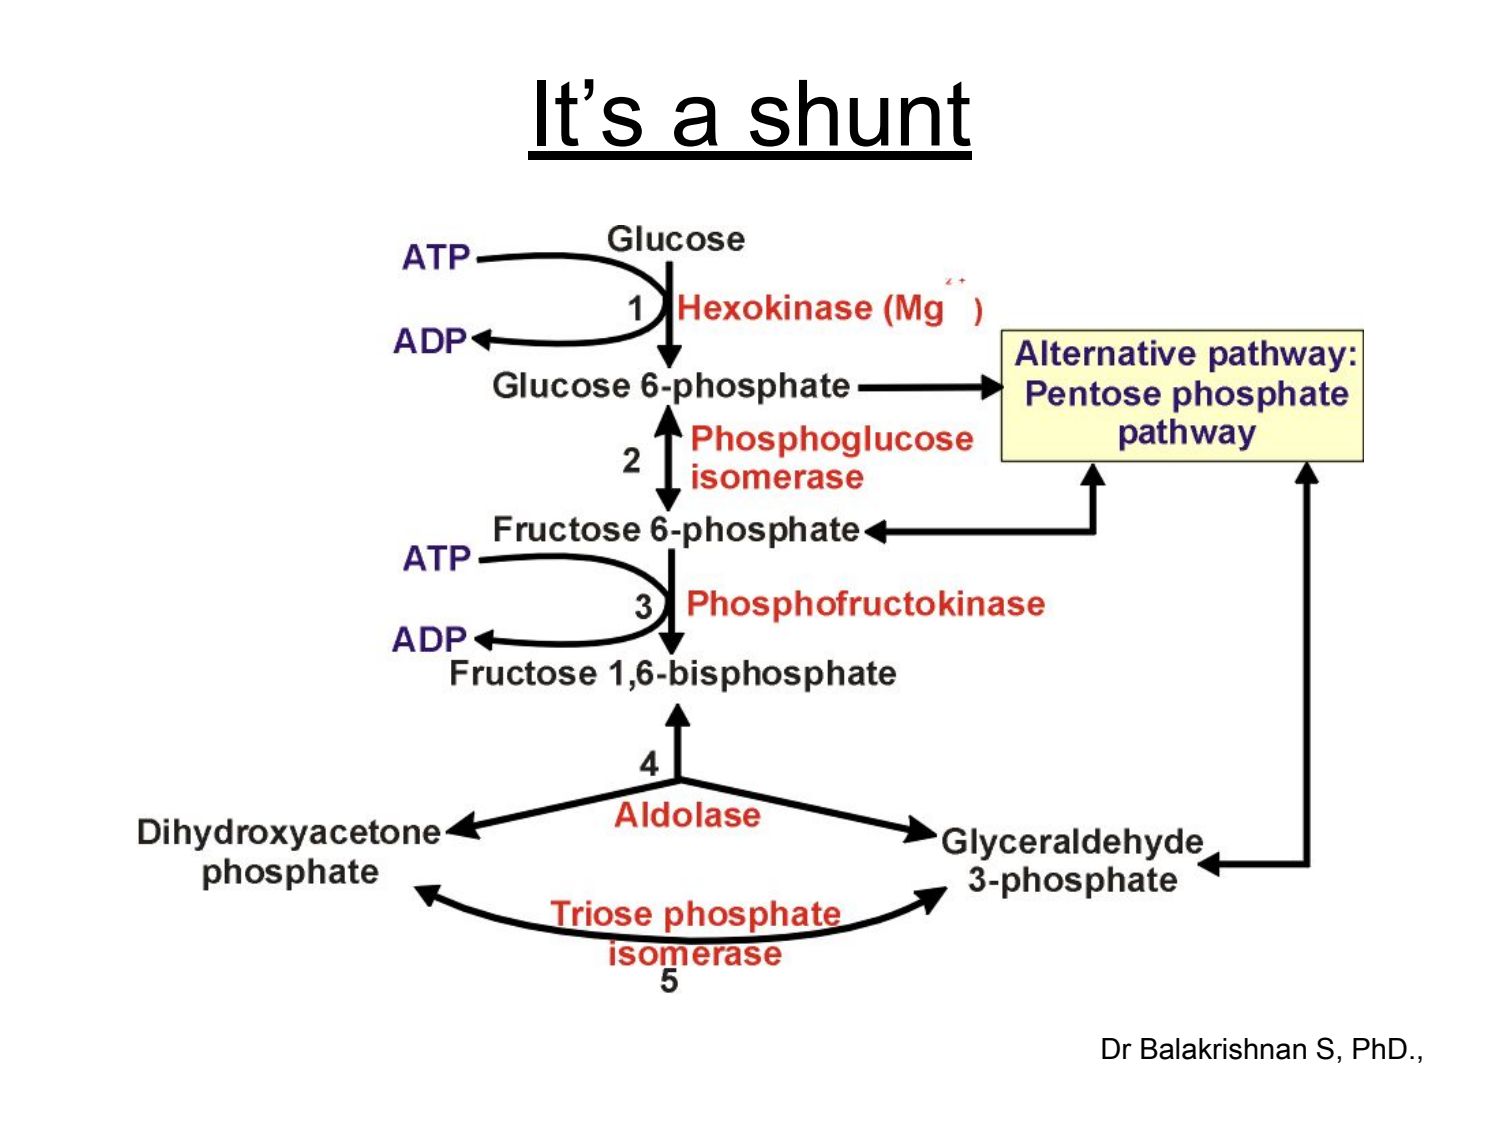 It’s a shunt
Glucose
ATP
1
Hexokinase (Mg2+)
ADP
Glucose 6-phosphate
Alternative pathway:
Pentose phosphate
pathway
2
Phosphoglucose
isomerase
Fructose 6-phosphate
ATP
3
Phosphofructokinase
ADP
Fructose 1,6-bisphosphate
4
Aldolase
Dihydroxyacetone
phosphate
Glyceraldehyde
3-phosphate
Triose phosphate
isomerase
5
Dr Balakrishnan S, PhD.,